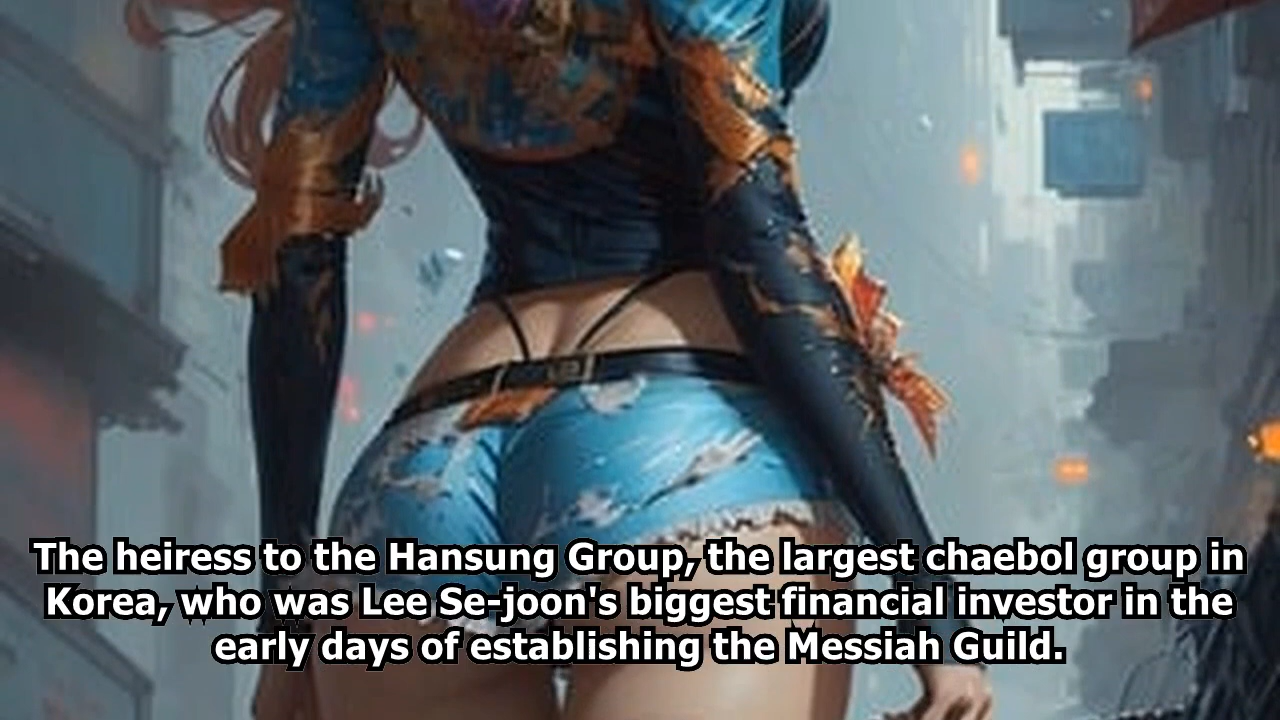 The heiress to the Hansung Group, the largest chaebol group in
Korea, who was Lee Se-joon's biggest financial investor in the
early days of establishing the Messiah Guild.